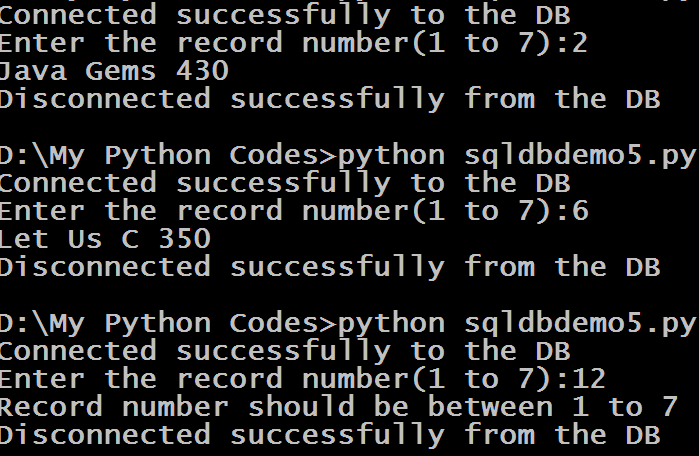 Connected successfully to the DB
Enter the record number(1 to 7):2
Java Gems 430
Disconnected successfully from the DB
D:\My Python Codes>python sqldbdemo5.py
Connected successfully to the DB
Enter the record number(1 to 7):6
Let Us C 350
Disconnected successfully from the DB
D:\My Python Codes>python sqldbdemo5.py
Connected successfully to the DB
Enter the record number(1 to 7):12
Record number should be between 1 to 7
Disconnected successfully from the DB